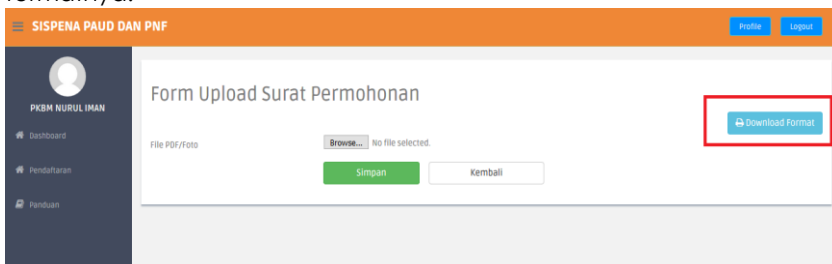 formatnya.
SISPENA PAUD DAN PNF
Profile
Logout
PKBM NURUL IMAN
Dashboard
Pendaftaran
Panduan
Form Upload Surat Permohonan
Download Format
File PDF/Foto
Browse... No file selected.
Simpan
Kembali